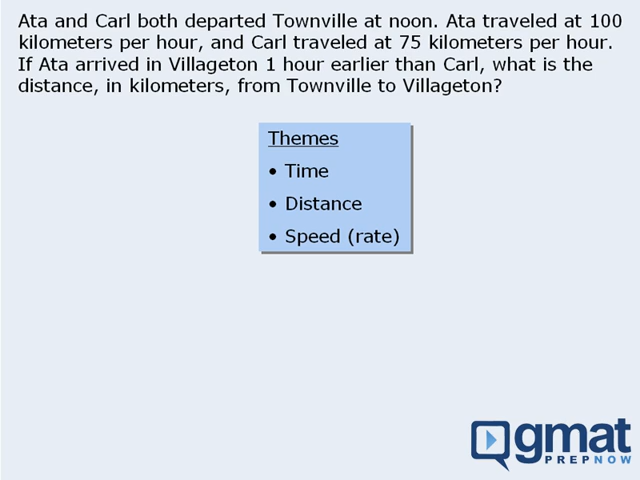 Ata and Carl both departed Townville at noon. Ata traveled at 100
kilometers per hour, and Carl traveled at 75 kilometers per hour.
If Ata arrived in Villageton 1 hour earlier than Carl, what is the
distance, in kilometers, from Townville to Villageton?
Themes
• Time
• Distance
• Speed (rate)
gmat
PREPNOW